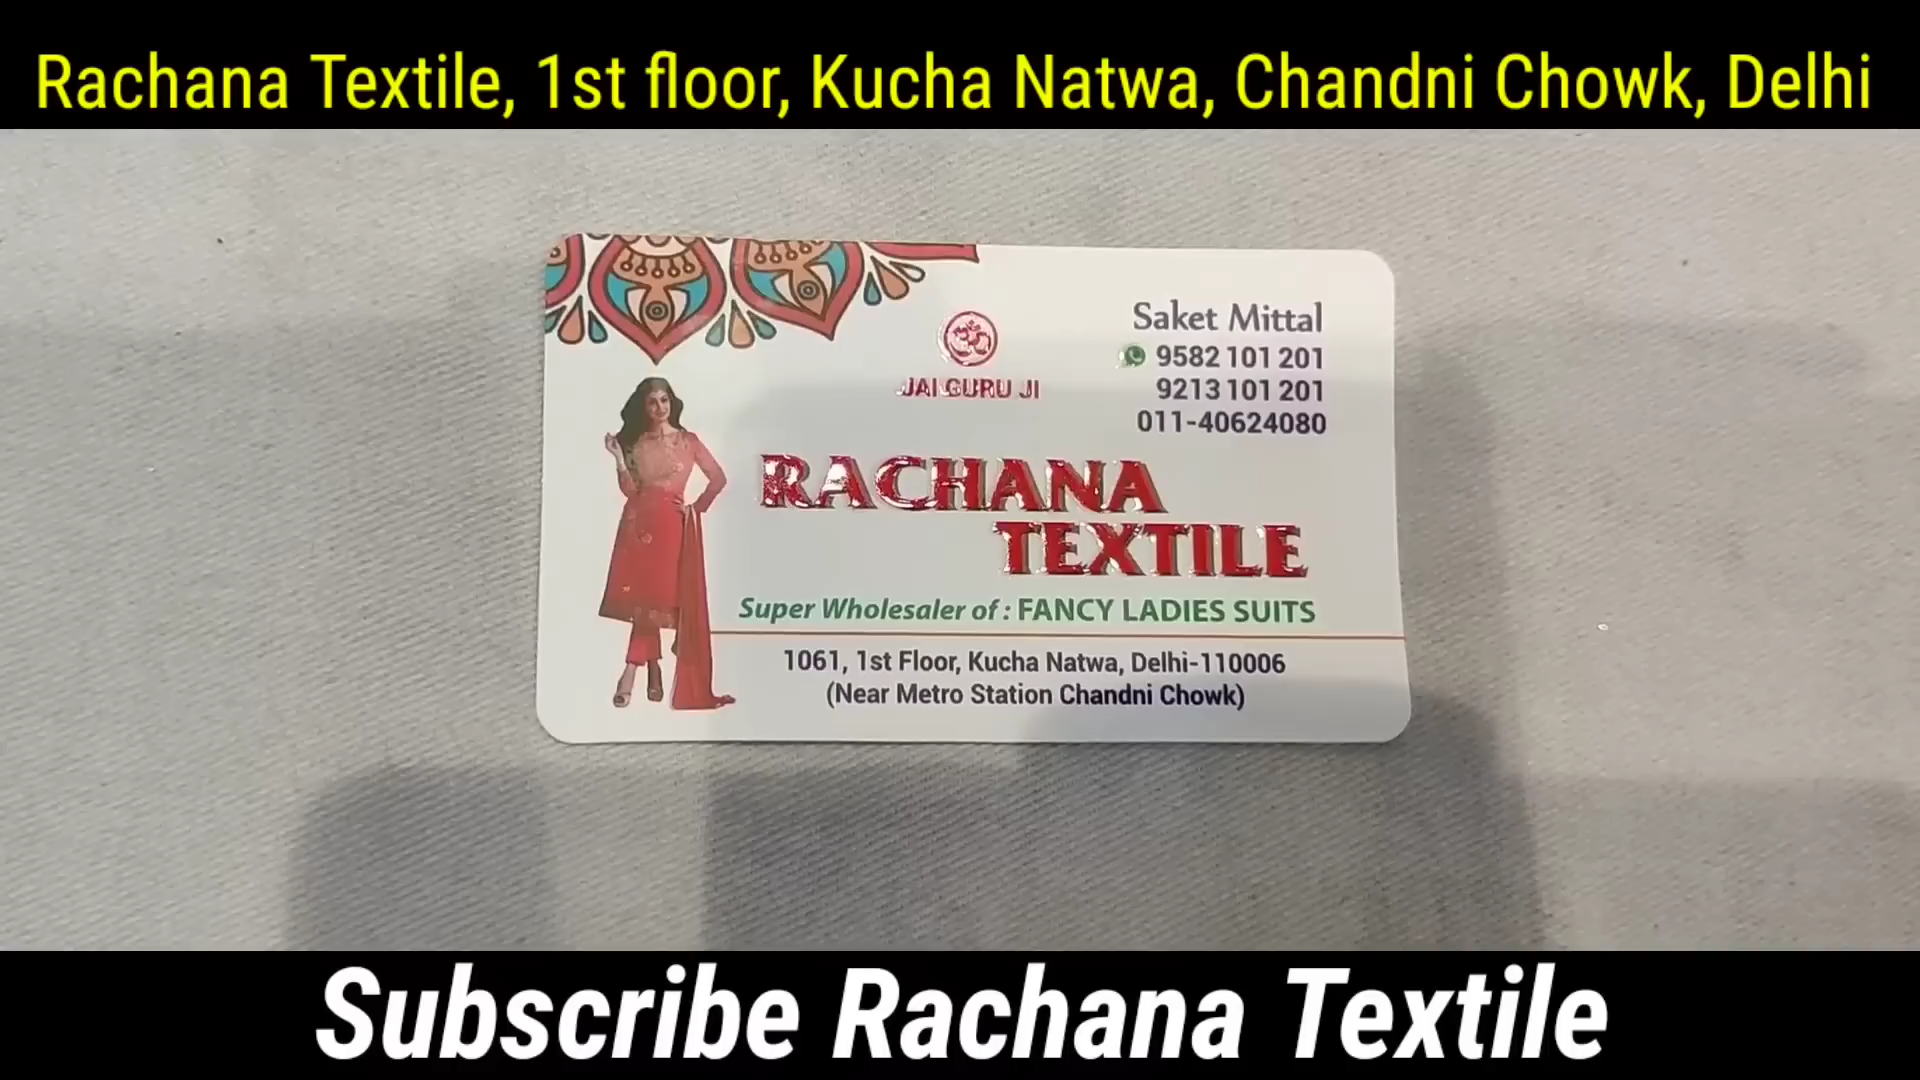 Rachana Textile, 1st floor, Kucha Natwa, Chandni Chowk, Delhi
JAI GURU JI
Saket Mittal
9582 101 201
9213 101 201
011-40624080
RACHANA
TEXTILE
Super Wholesaler of : FANCY LADIES SUITS
1061, 1st Floor, Kucha Natwa, Delhi-110006
(Near Metro Station Chandni Chowk)
Subscribe Rachana Textile